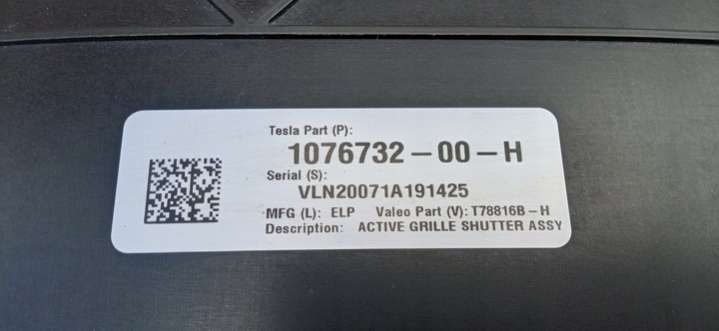 Tesla Part (P):
1076732-00-H
Serial (S):
VLN20071A191425
MFG (L): ELP Valeo Part (V): T78816B-H
Description: ACTIVE GRILLE SHUTTER ASSY